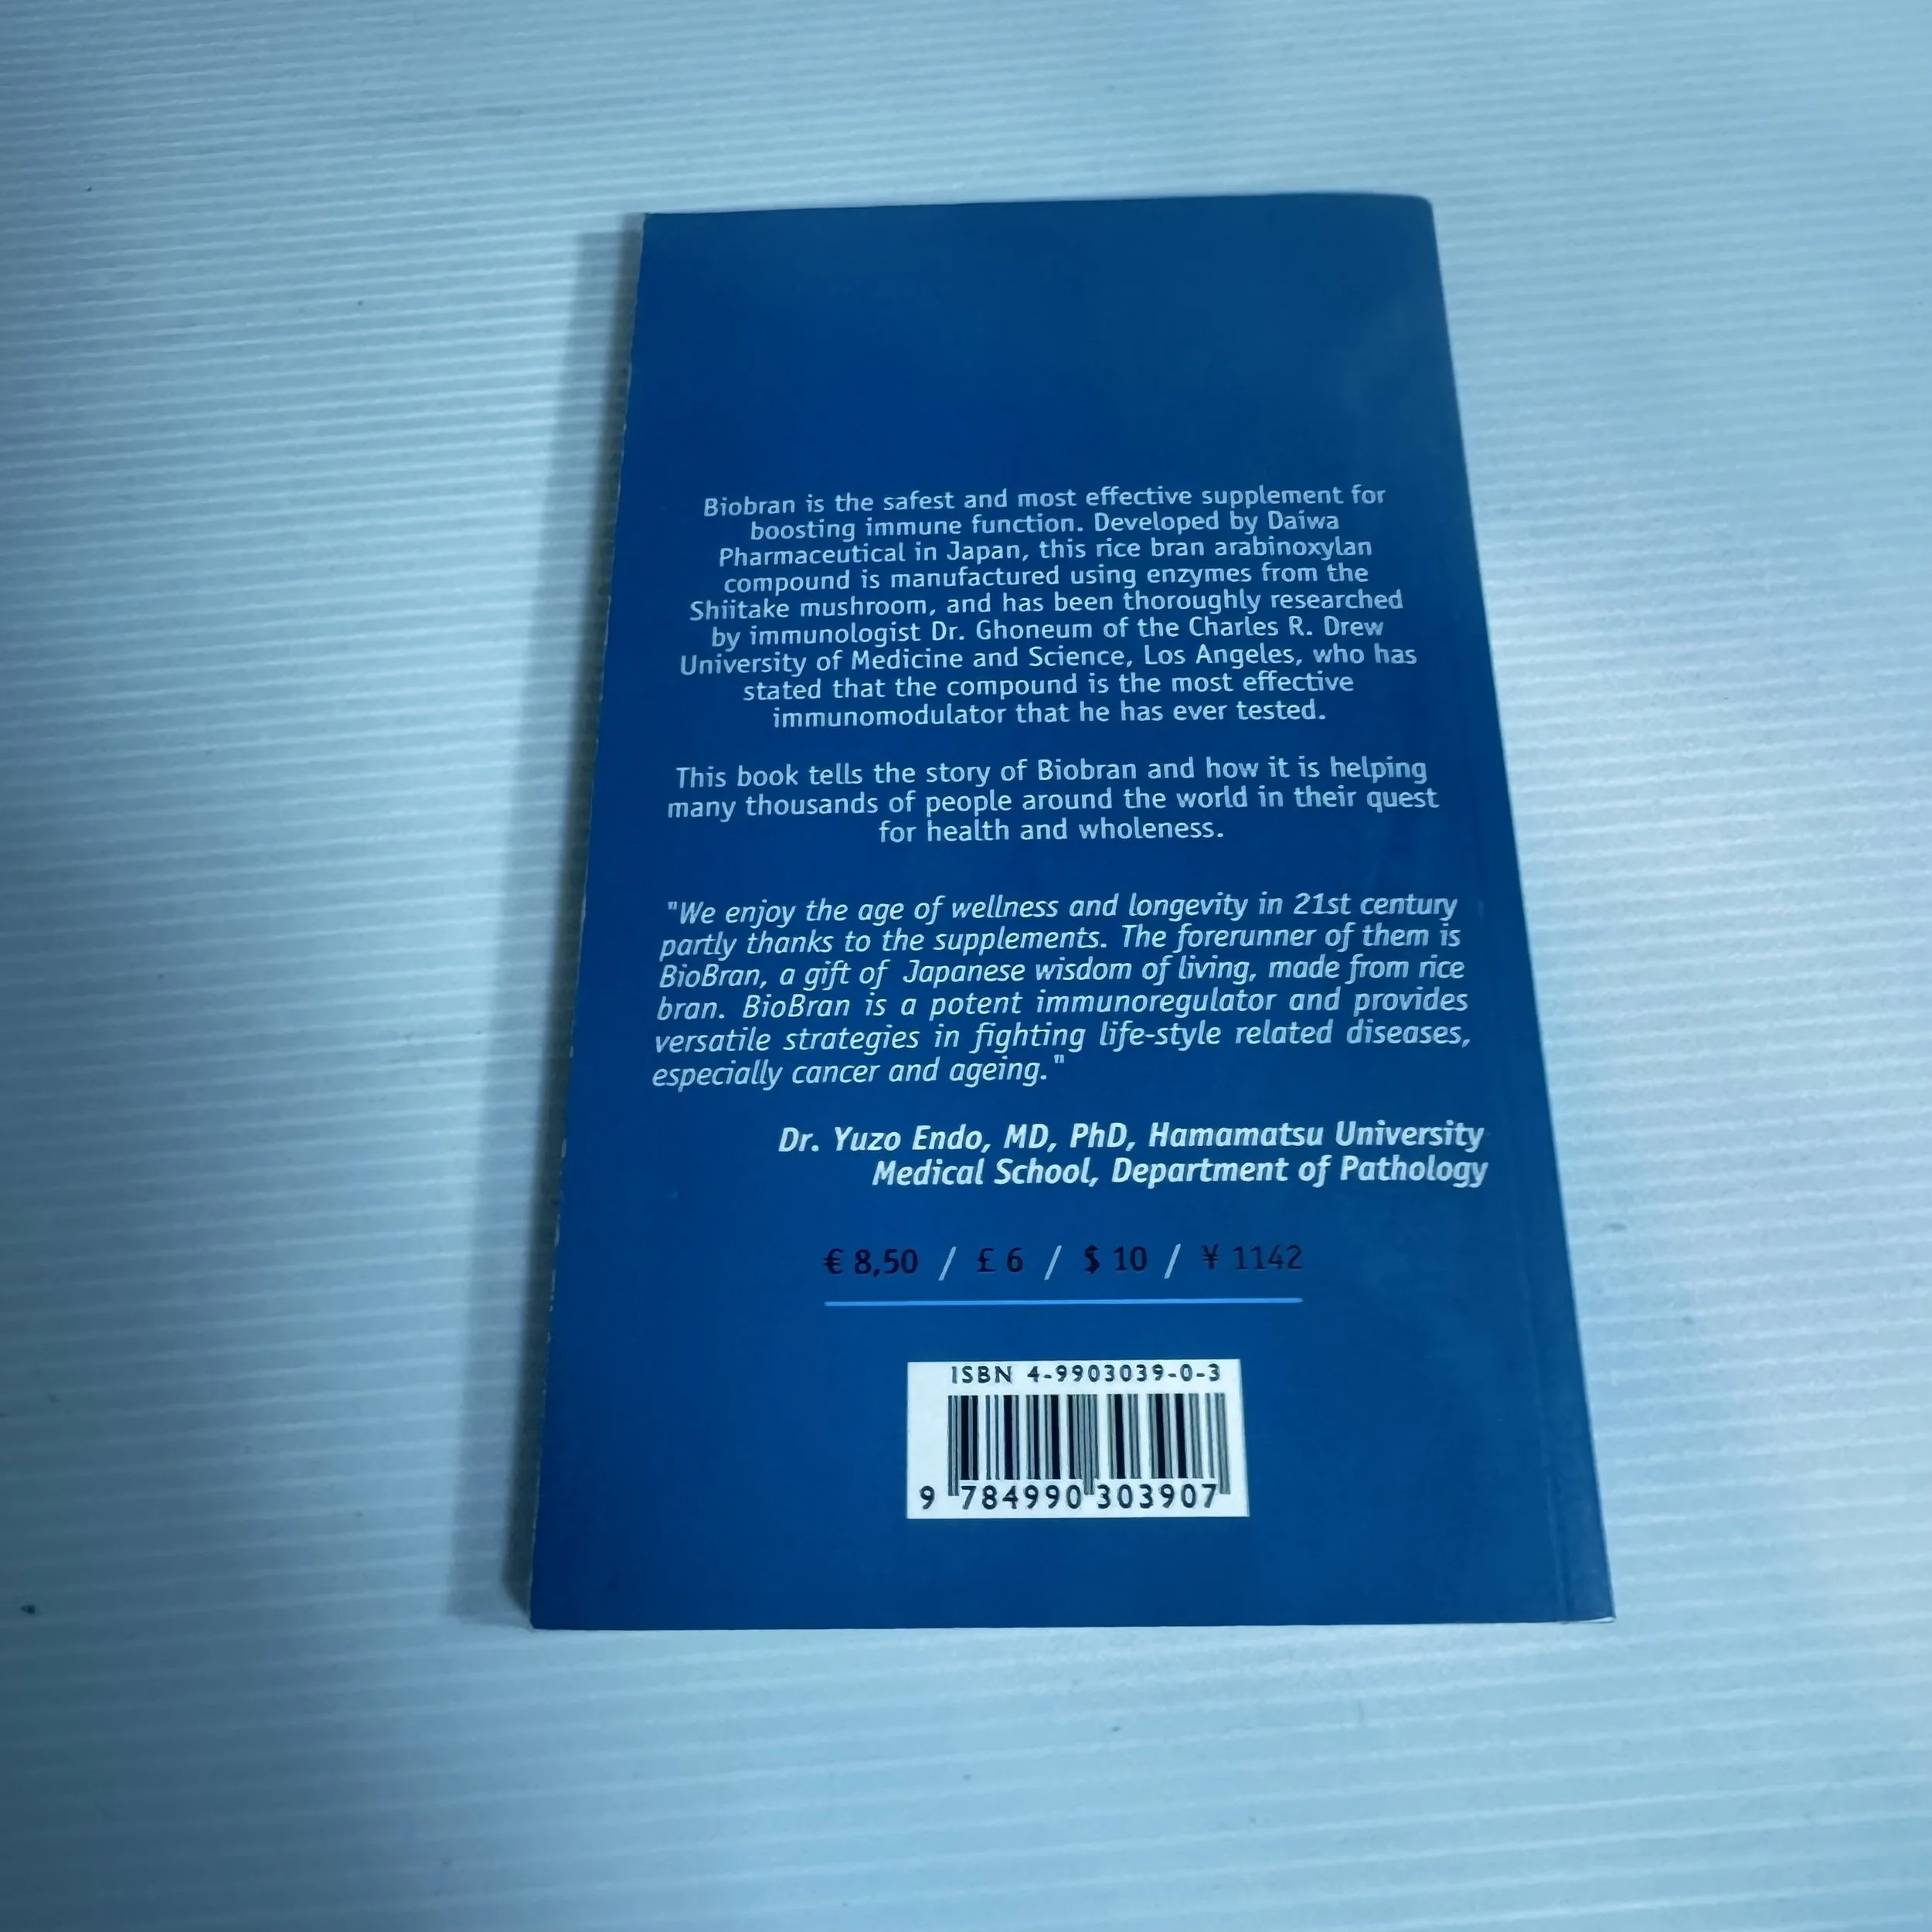 Biobran is the safest and most effective supplement for
boosting immune function. Developed by Daiwa
Pharmaceutical in Japan, this rice bran arabinoxylan
compound is manufactured using enzymes from the
Shiitake mushroom, and has been thoroughly researched
by immunologist Dr. Ghoneum of the Charles R. Drew
University of Medicine and Science, Los Angeles, who has
stated that the compound is the most effective
immunomodulator that he has ever tested.
This book tells the story of Biobran and how it is helping
many thousands of people around the world in their quest
for health and wholeness.
"We enjoy the age of wellness and longevity in 21st century
partly thanks to the supplements. The forerunner of them is
BioBran, a gift of Japanese wisdom of living, made from rice
bran. BioBran is a potent immunoregulator and provides
versatile strategies in fighting life-style related diseases,
especially cancer and ageing."
Dr. Yuzo Endo, MD, PhD, Hamamatsu University
Medical School, Department of Pathology
€ 8,50 / £ 6 / $ 10 / ¥ 1142
ISBN 4-9903039-0-3
9 784990 303907